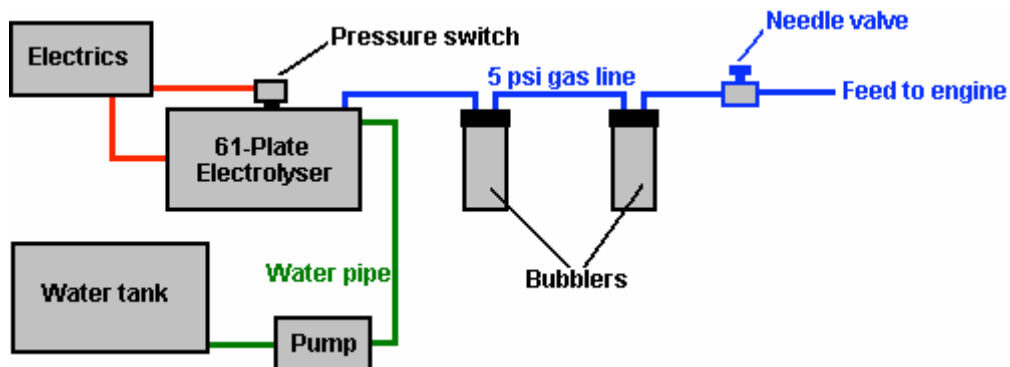 Needle valve
Electrics
Pressure switch
5 psi gas line
Feed to engine
61-Plate
Electrolyser
Water pipe
Bubblers
Water tank
Pump